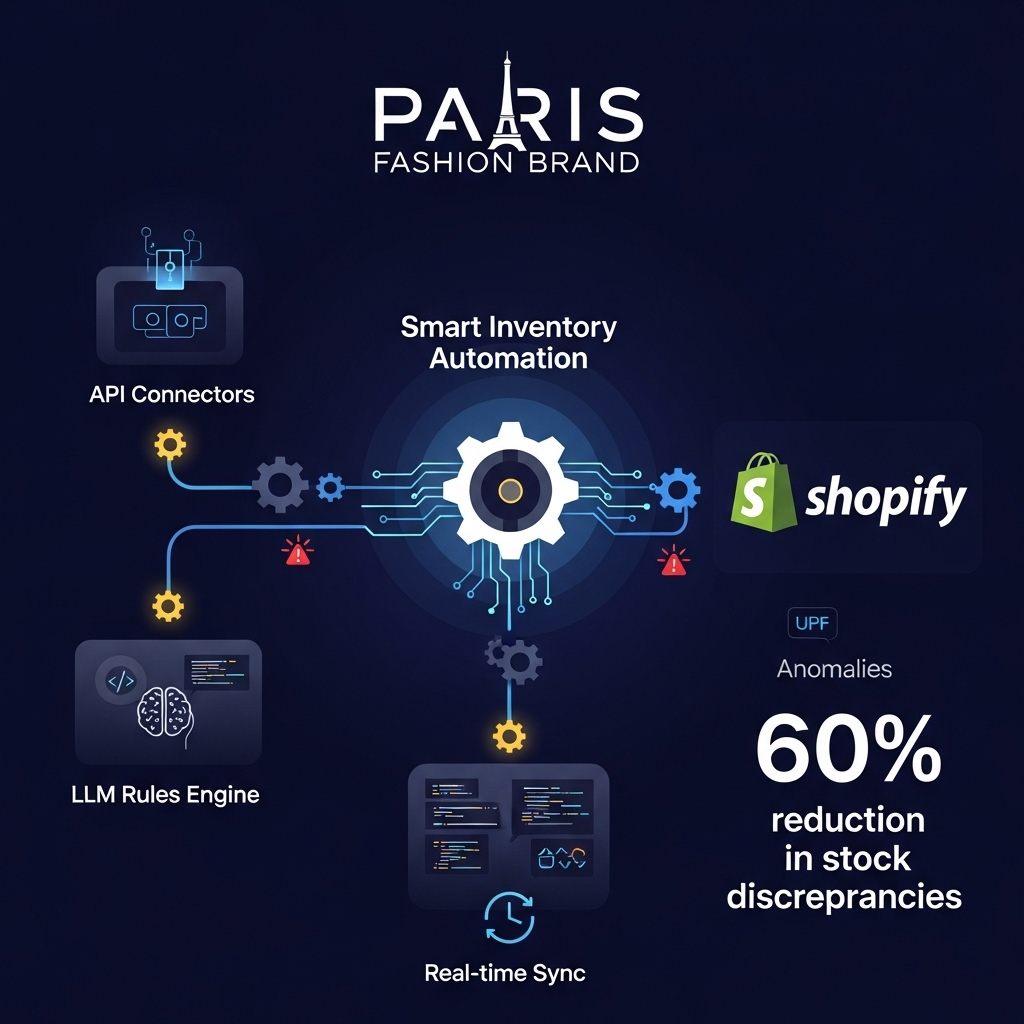 PARIS
FASHION BRAND
Smart Inventory
Automation
API Connectors
S shopify
UPF
Anomalies
60%
reduction
in stock
discreprancies
LLM Rules Engine
</>
Real-time Sync